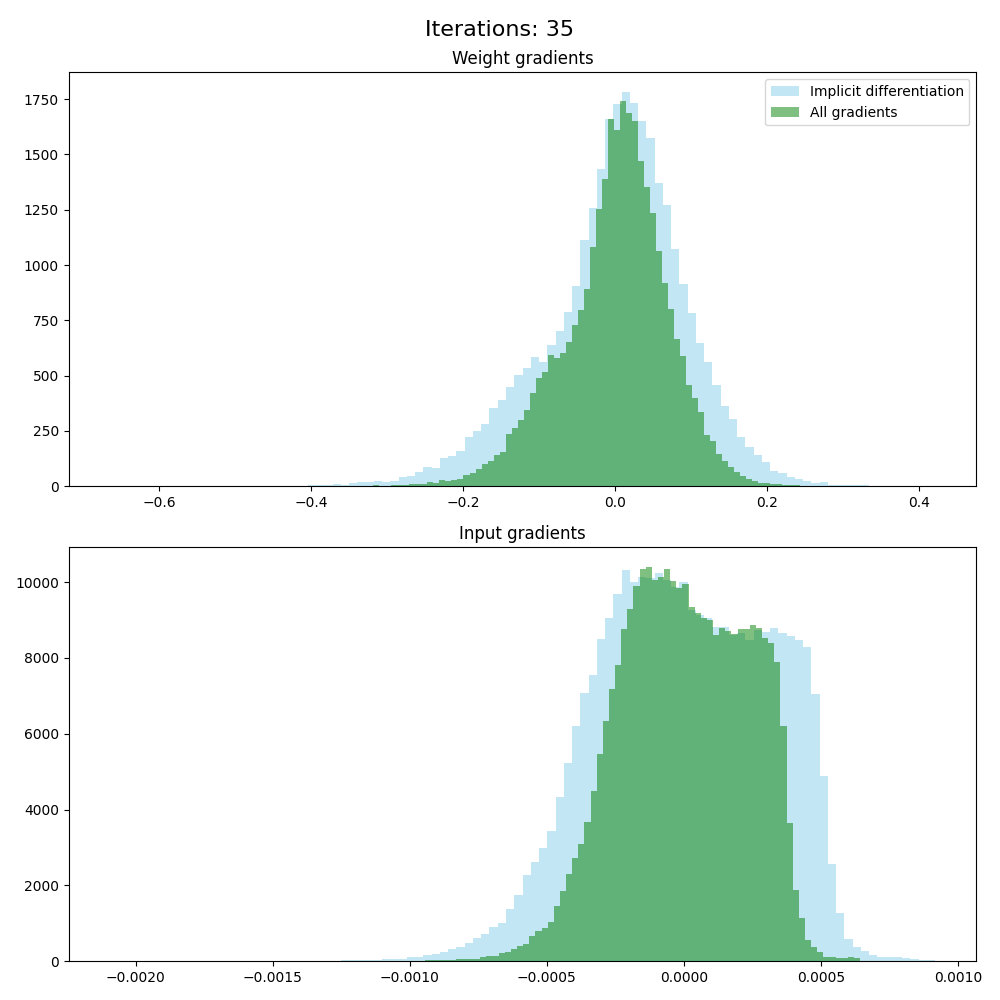 Iterations: 35
Weight gradients
Implicit differentiation
All gradients
1750
1500
1250
1000
750
500
250
0
−0.6 −0.4 −0.2 0.0 0.2 0.4
Input gradients
10000
8000
6000
4000
2000
0
−0.0020 −0.0015 −0.0010 −0.0005 0.0000 0.0005 0.0010